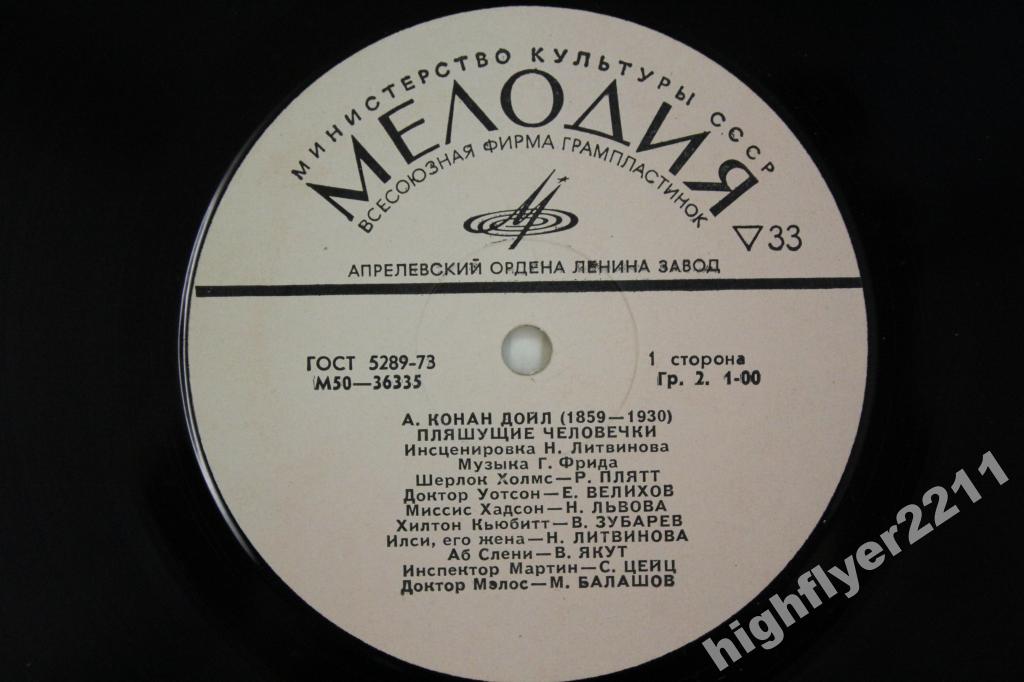 МИНИСТЕРСТВО КУЛЬТУРЫ СССР
МЕЛОДИЯ
ВСЕСОЮЗНАЯ ФИРМА ГРАМПЛАСТИНОК
▽33
АПРЕЛЕВСКИЙ ОРДЕНА ЛЕНИНА ЗАВОД
ГОСТ 5289-73
М50—36335
1 сторона
Гр. 2. 1-00
А. КОНАН ДОЙЛ (1859—1930)
ПЛЯШУЩИЕ ЧЕЛОВЕЧКИ
Инсценировка Н. Литвинова
Музыка Г. Фрида
Шерлок Холмс—Р. ПЛЯТТ
Доктор Уотсон—Е. ВЕЛИХОВ
Миссис Хадсон—Н. ЛЬВОВА
Хилтон Кьюбитт—В. ЗУБАРЕВ
Илси, его жена—Н. ЛИТВИНОВА
Аб Слени—В. ЯКУТ
Инспектор Мартин—С. ЦЕЙЦ
Доктор Мэлос—М. БАЛАШОВ
highflyer2211